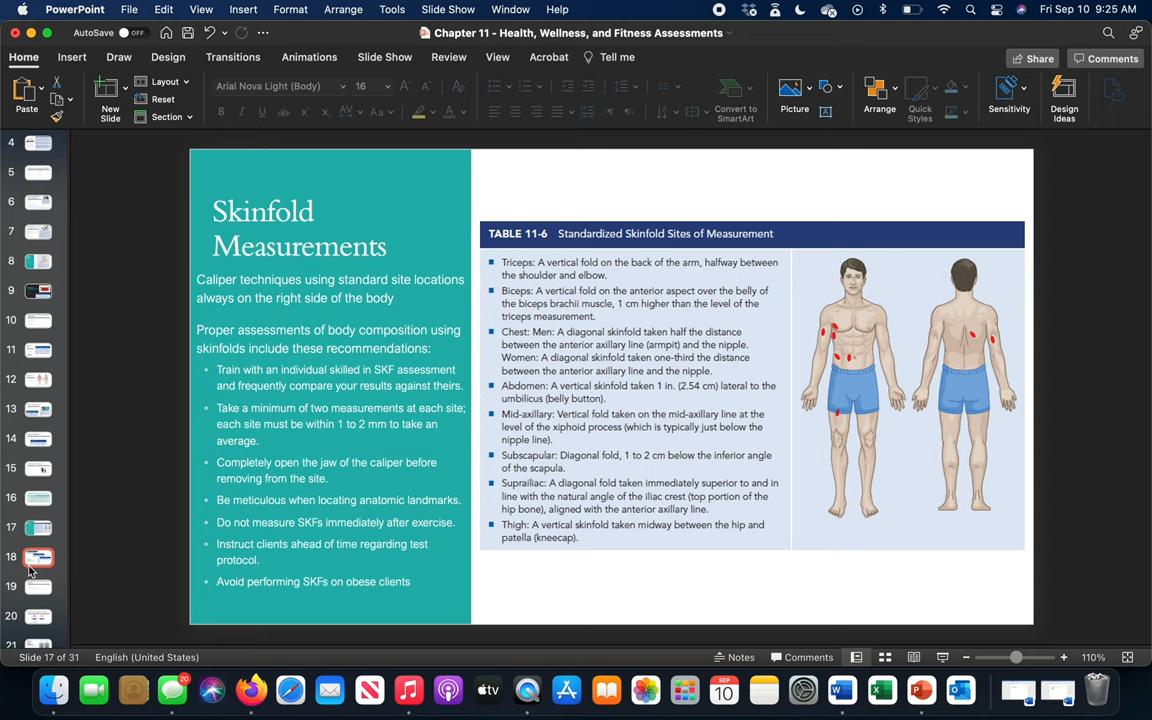 PowerPoint File Edit View Insert Format Arrange Tools Slide Show Window Help Fri Sep 10 9:25 AM
AutoSave OFF Chapter 11 - Health, Wellness, and Fitness Assessments
Home Insert Draw Design Transitions Animations Slide Show Review View Acrobat Tell me Share Comments
Paste New Slide Layout Reset Section Arial Nova Light (Body) 16 Convert to SmartArt Picture Arrange Quick Styles Sensitivity Design Ideas
4
5
6
7
8
9
10
11
12
13
14
15
16
17
18
19
20
21
Skinfold
Measurements
Caliper techniques using standard site locations
always on the right side of the body
Proper assessments of body composition using
skinfolds include these recommendations:
• Train with an individual skilled in SKF assessment
and frequently compare your results against theirs.
• Take a minimum of two measurements at each site;
each site must be within 1 to 2 mm to take an
average.
• Completely open the jaw of the caliper before
removing from the site.
• Be meticulous when locating anatomic landmarks.
• Do not measure SKFs immediately after exercise.
• Instruct clients ahead of time regarding test
protocol.
• Avoid performing SKFs on obese clients
TABLE 11-6 Standardized Skinfold Sites of Measurement
■ Triceps: A vertical fold on the back of the arm, halfway between
the shoulder and elbow.
■ Biceps: A vertical fold on the anterior aspect over the belly of
the biceps brachii muscle, 1 cm higher than the level of the
triceps measurement.
■ Chest: Men: A diagonal skinfold taken half the distance
between the anterior axillary line (armpit) and the nipple.
Women: A diagonal skinfold taken one-third the distance
between the anterior axillary line and the nipple.
■ Abdomen: A vertical skinfold taken 1 in. (2.54 cm) lateral to the
umbilicus (belly button).
■ Mid-axillary: Vertical fold taken on the mid-axillary line at the
level of the xiphoid process (which is typically just below the
nipple line).
■ Subscapular: Diagonal fold, 1 to 2 cm below the inferior angle
of the scapula.
■ Suprailiac: A diagonal fold taken immediately superior to and in
line with the natural angle of the iliac crest (top portion of the
hip bone), aligned with the anterior axillary line.
■ Thigh: A vertical skinfold taken midway between the hip and
patella (kneecap).
Slide 17 of 31 English (United States) Notes Comments 110%
20 tv SEP 10